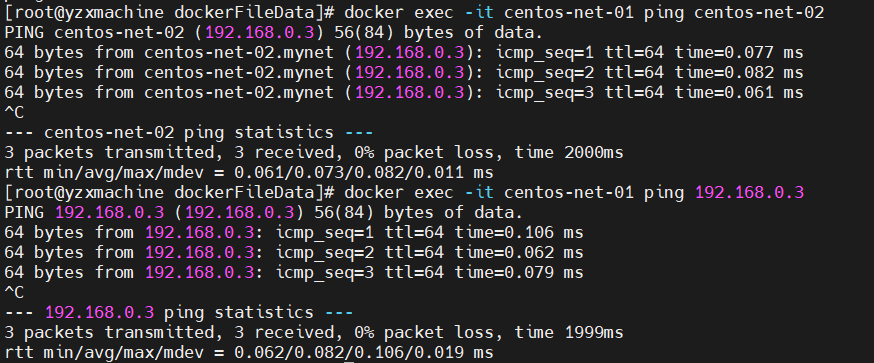 [root@yzxmachine dockerFileData]# docker exec -it centos-net-01 ping centos-net-02
PING centos-net-02 (192.168.0.3) 56(84) bytes of data.
64 bytes from centos-net-02.mynet (192.168.0.3): icmp_seq=1 ttl=64 time=0.077 ms
64 bytes from centos-net-02.mynet (192.168.0.3): icmp_seq=2 ttl=64 time=0.082 ms
64 bytes from centos-net-02.mynet (192.168.0.3): icmp_seq=3 ttl=64 time=0.061 ms
^C
--- centos-net-02 ping statistics ---
3 packets transmitted, 3 received, 0% packet loss, time 2000ms
rtt min/avg/max/mdev = 0.061/0.073/0.082/0.011 ms
[root@yzxmachine dockerFileData]# docker exec -it centos-net-01 ping 192.168.0.3
PING 192.168.0.3 (192.168.0.3) 56(84) bytes of data.
64 bytes from 192.168.0.3: icmp_seq=1 ttl=64 time=0.106 ms
64 bytes from 192.168.0.3: icmp_seq=2 ttl=64 time=0.062 ms
64 bytes from 192.168.0.3: icmp_seq=3 ttl=64 time=0.079 ms
^C
--- 192.168.0.3 ping statistics ---
3 packets transmitted, 3 received, 0% packet loss, time 1999ms
rtt min/avg/max/mdev = 0.062/0.082/0.106/0.019 ms